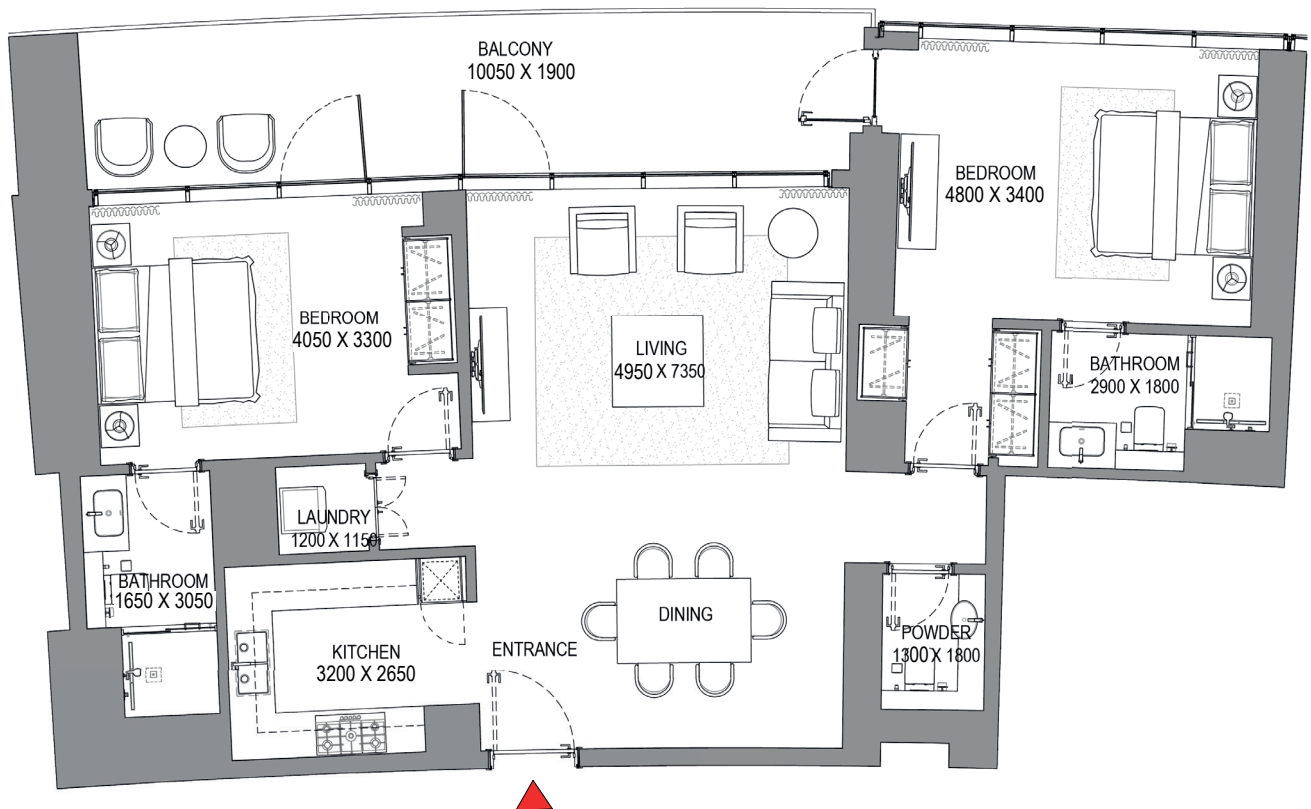 BALCONY
10050 X 1900
BEDROOM
4800 X 3400
BEDROOM
4050 X 3300
LIVING
4950 X 7350
BATHROOM
2900 X 1800
LAUNDRY
1200 X 1150
BATHROOM
1650 X 3050
DINING
KITCHEN
3200 X 2650
ENTRANCE
POWDER
1300 X 1800